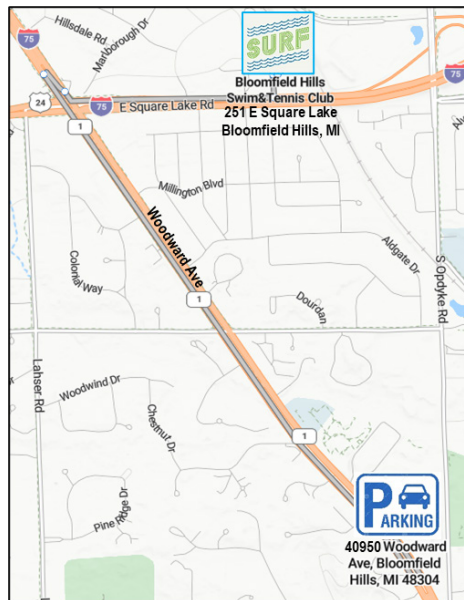 Hillsdale Rd.
Marlborough Dr
75
SURF
75
Bloomfield Hills
Swim&Tennis Club
251 E Square Lake
Bloomfield Hills, MI
24
75
E Square Lake Rd
1
Millington Blvd
Woodward Ave
Aldgate Dr
S Opdyke Rd
Colonial Way
1
Dourdan
Lahser Rd
Woodwind Dr
Chestnut Dr
1
Pine Ridge Dr
P
ARKING
40950 Woodward
Ave, Bloomfield
Hills, MI 48304